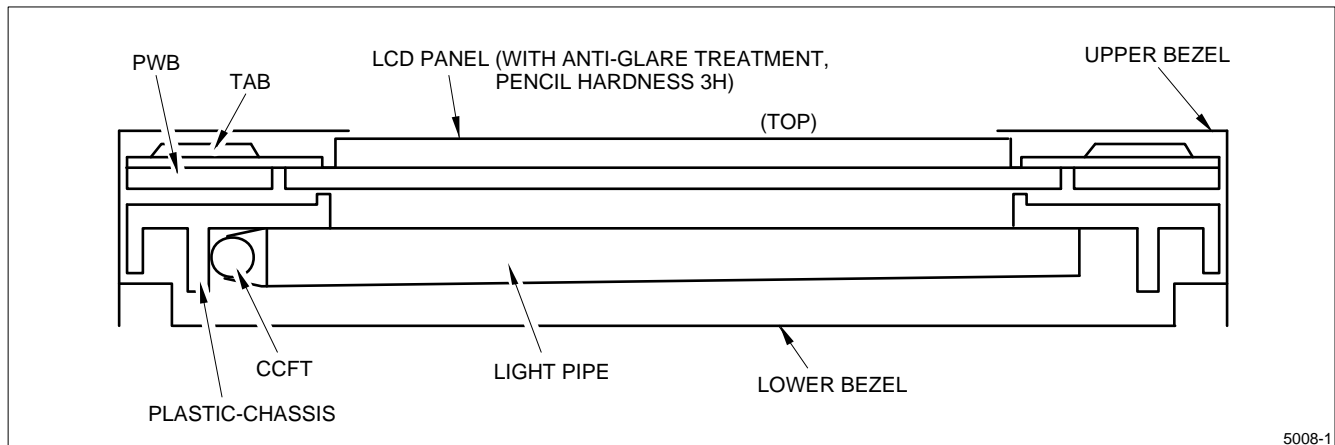 PWB
TAB
LCD PANEL (WITH ANTI-GLARE TREATMENT,
PENCIL HARDNESS 3H)
UPPER BEZEL
(TOP)
CCFT
LIGHT PIPE
LOWER BEZEL
PLASTIC-CHASSIS
5008-1